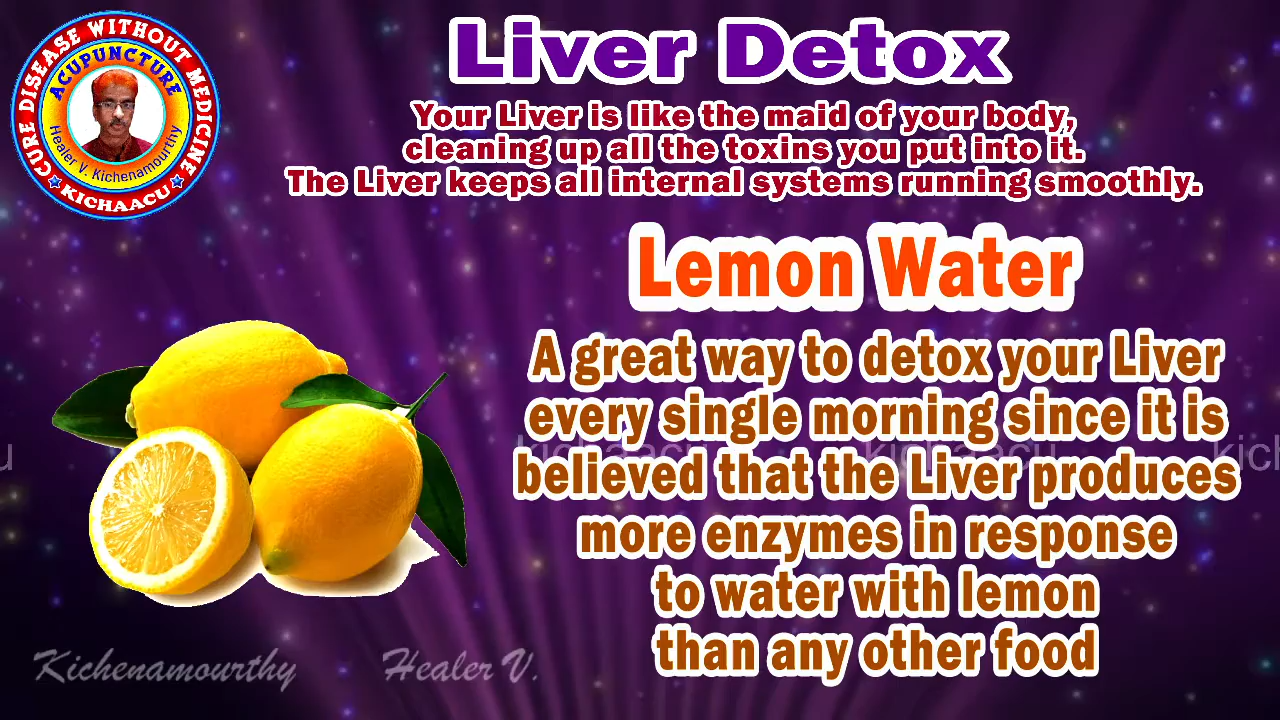 CURE DISEASE WITHOUT MEDICINE
ACUPUNCTURE
Healer V. Kichenamourthy
KICHAACU
Liver Detox
Your Liver is like the maid of your body,
cleaning up all the toxins you put into it.
The Liver keeps all internal systems running smoothly.
Lemon Water
A great way to detox your Liver
every single morning since it is
believed that the Liver produces
more enzymes in response
to water with lemon
than any other food
kichaacu kichaacu
Kichenamourthy Healer V.